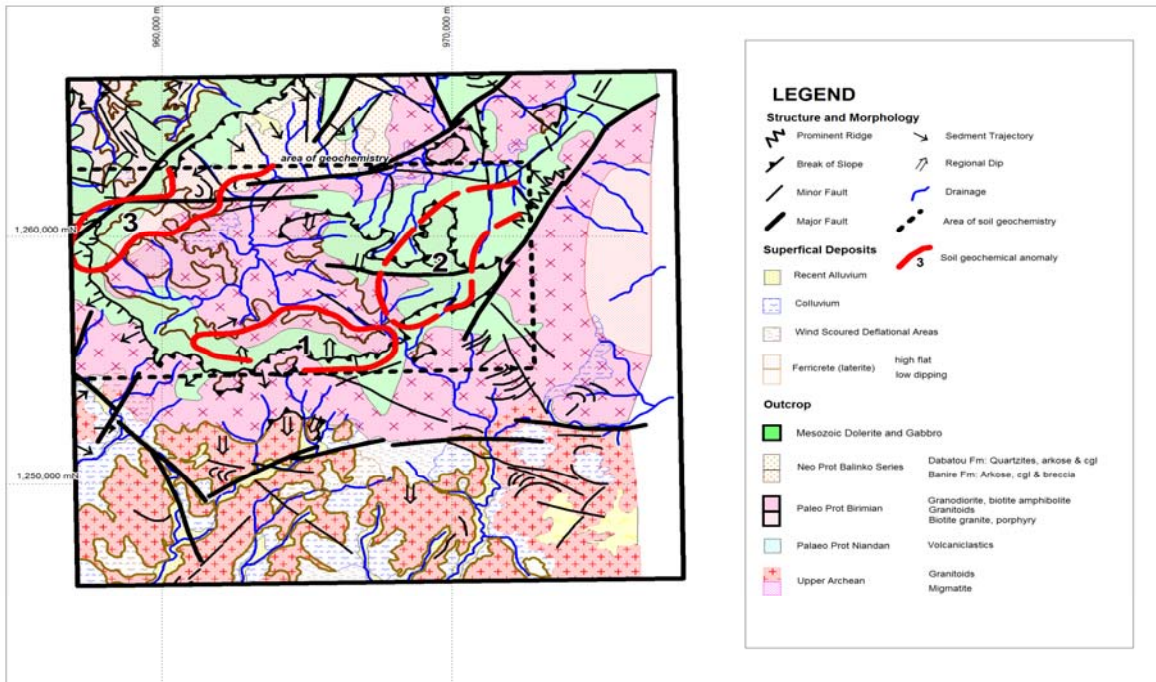 960,000 m
970,000 m
area of geochemistry
3
1,260,000 mN
2
1
1,250,000 mN
LEGEND
Structure and Morphology
Prominent Ridge
Sedment Trajectory
Break of Slope
Regional Dip
Minor Fault
Drainage
Major Fault
Area of soil geochemistry
Superfical Deposits
3 Soil geochemical anomaly
Recent Alluvium
Colluvium
Wind Scoured Deflational Areas
Ferricrete (laterite) high flat
low dipping
Outcrop
Mesozoic Dolerite and Gabbro
Neo Prot Balinko Series Dabatou Fm: Quartzites, arkose & cgl
Banire Fm: Arkose, cgl & breccia
Paleo Prot Birimian Granodiorite, biotite amphibolite
Granitoids
Biotite granite, porphyry
Palaeo Prot Niandan Volcaniclastics
Upper Archean Granitoids
Migmatite